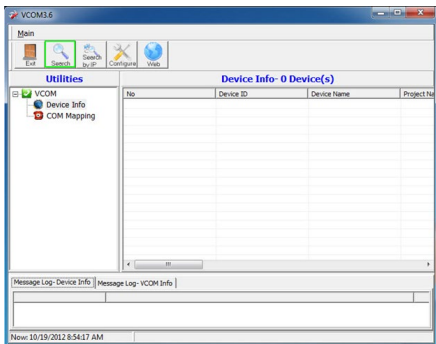 VCOM3.6
Main
Exit Search Search by IP Configure Web
Utilities
Device Info- 0 Device(s)
VCOM
Device Info
COM Mapping
No Device ID Device Name Project Na
Message Log- Device Info Message Log- VCOM Info
Now: 10/19/2012 8:54:17 AM